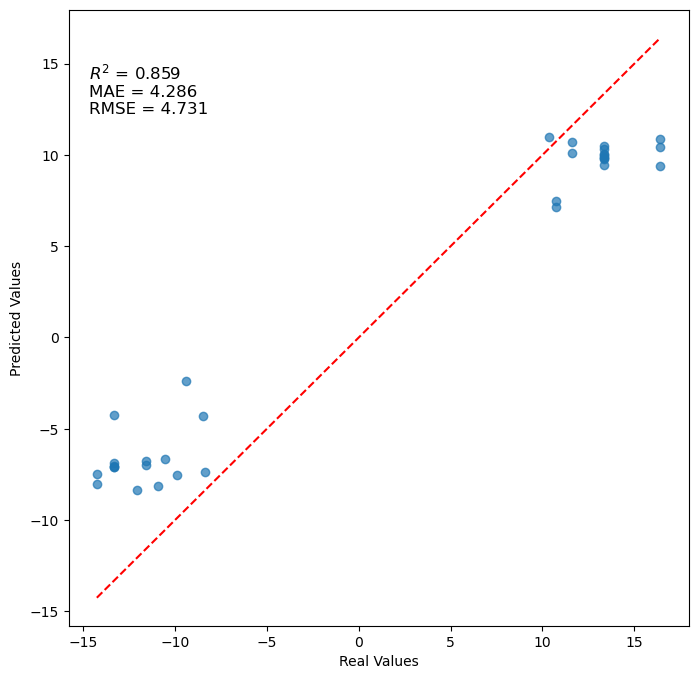 R² = 0.859
MAE = 4.286
RMSE = 4.731
15
10
5
0
−5
−10
−15
Predicted Values
−15 −10 −5 0 5 10 15
Real Values